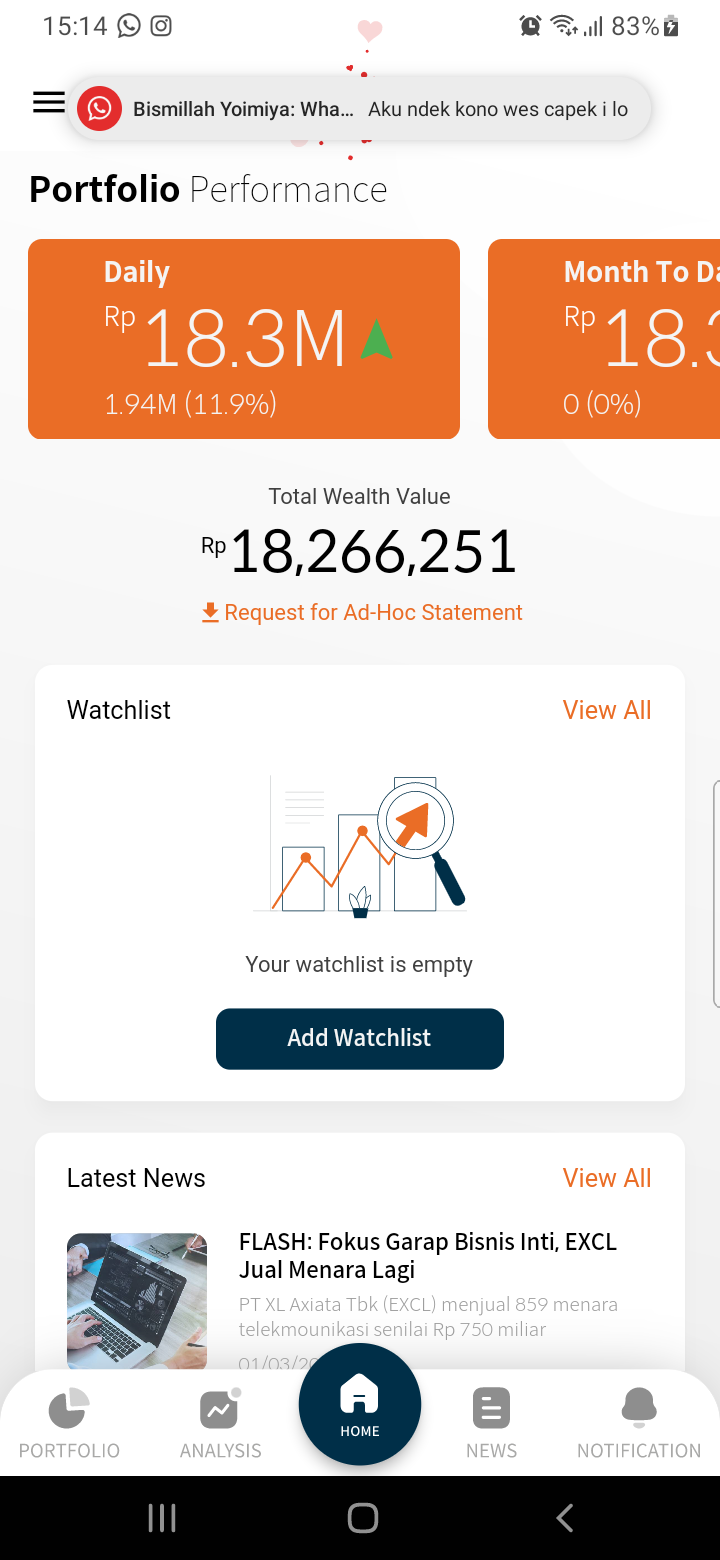 15:14
83%
Bismillah Yoimiya: Wha... Aku ndek kono wes capek i lo
Portfolio Performance
Daily
Rp 18.3M
1.94M (11.9%)
Month To Da
Rp 18.3
0 (0%)
Total Wealth Value
Rp 18,266,251
Request for Ad-Hoc Statement
Watchlist
View All
Your watchlist is empty
Add Watchlist
Latest News
View All
FLASH: Fokus Garap Bisnis Inti, EXCL
Jual Menara Lagi
PT XL Axiata Tbk (EXCL) menjual 859 menara
telekmounikasi senilai Rp 750 miliar
01/03/20
PORTFOLIO
ANALYSIS
HOME
NEWS
NOTIFICATION